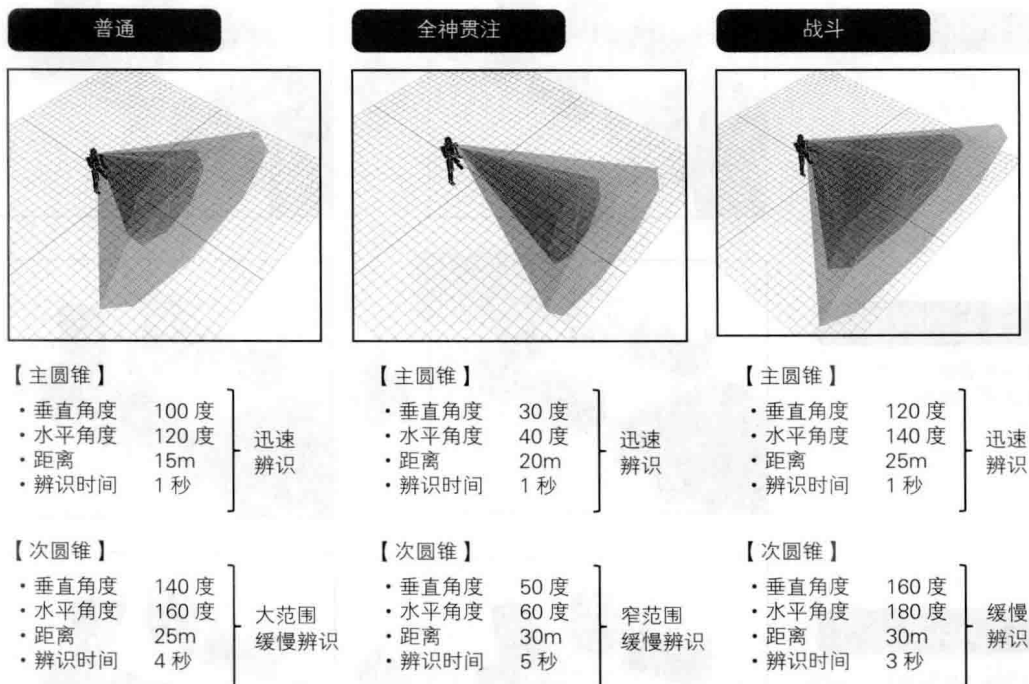 普通
全神贯注
战斗
【主圆锥】
・垂直角度 100 度
・水平角度 120 度
・距离 15m
・辨识时间 1 秒
迅速
辨识
【次圆锥】
・垂直角度 140 度
・水平角度 160 度
・距离 25m
・辨识时间 4 秒
大范围
缓慢辨识
【主圆锥】
・垂直角度 30 度
・水平角度 40 度
・距离 20m
・辨识时间 1 秒
迅速
辨识
【次圆锥】
・垂直角度 50 度
・水平角度 60 度
・距离 30m
・辨识时间 5 秒
窄范围
缓慢辨识
【主圆锥】
・垂直角度 120 度
・水平角度 140 度
・距离 25m
・辨识时间 1 秒
迅速
辨识
【次圆锥】
・垂直角度 160 度
・水平角度 180 度
・距离 30m
・辨识时间 3 秒
缓慢
辨识